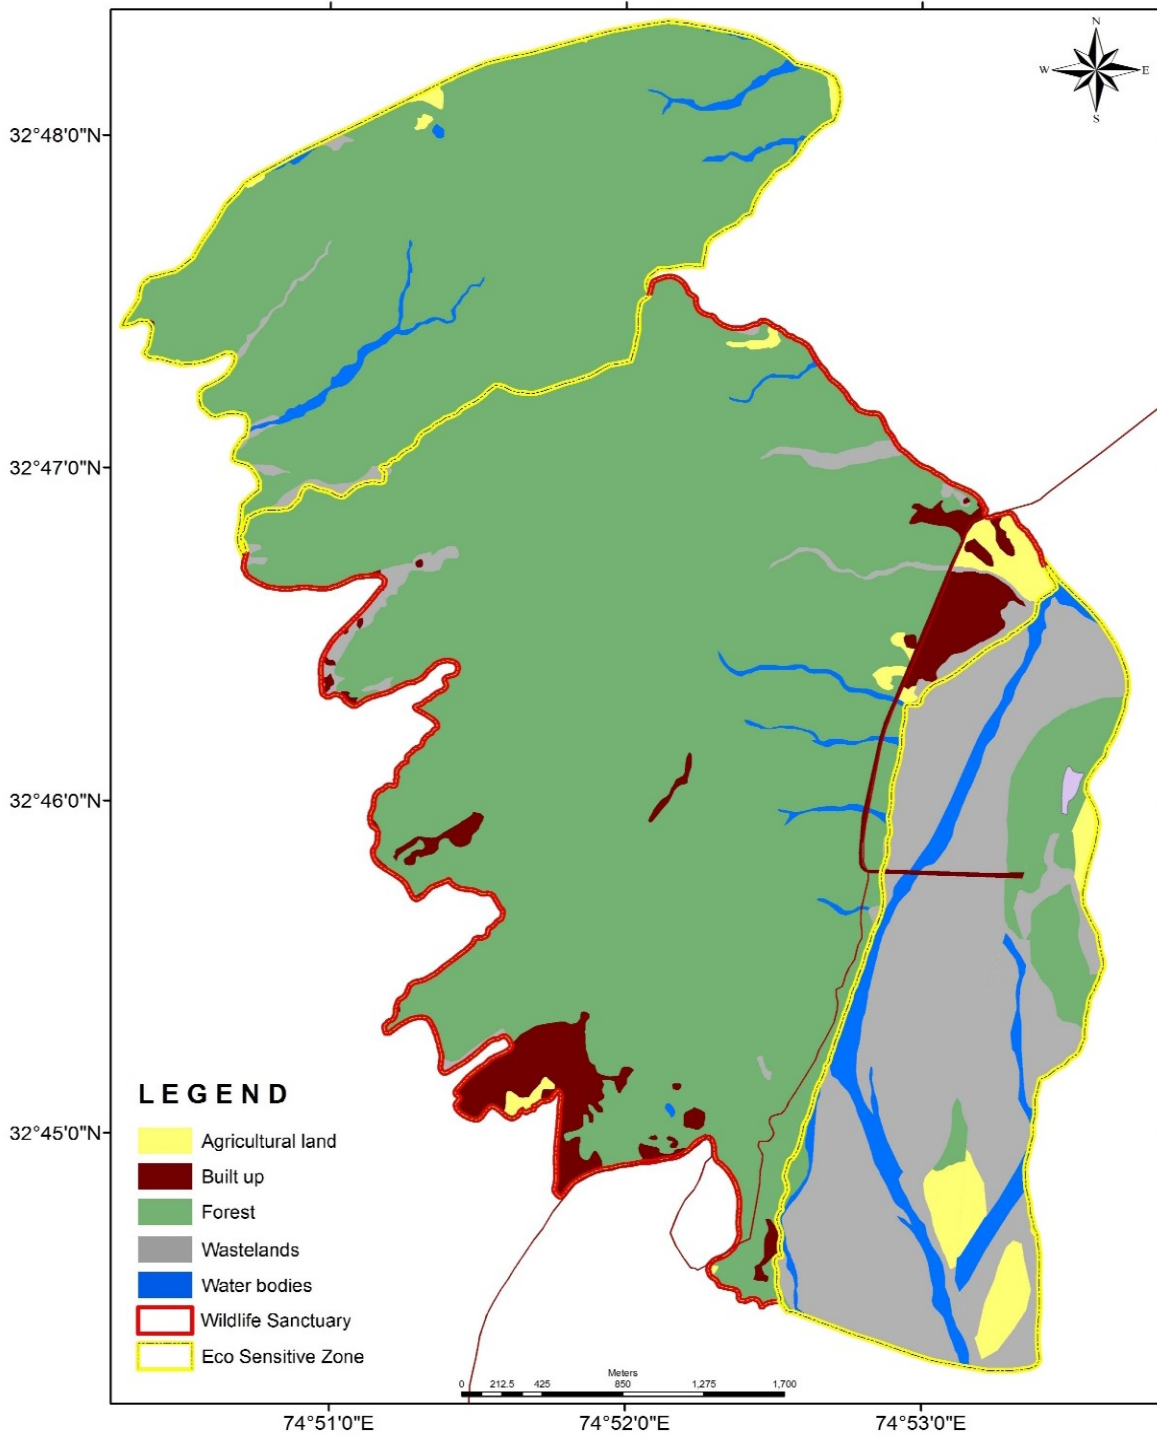 N
W E
S
32°48'0"N
32°47'0"N
32°46'0"N
32°45'0"N
LEGEND
Agricultural land
Built up
Forest
Wastelands
Water bodies
Wildlife Sanctuary
Eco Sensitive Zone
Meters
0 212.5 425 850 1,275 1,700
74°51'0"E 74°52'0"E 74°53'0"E